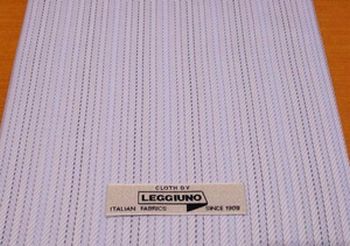 CLOTH BY
LEGGIUNO
ITALIAN FABRICS SINCE 1908